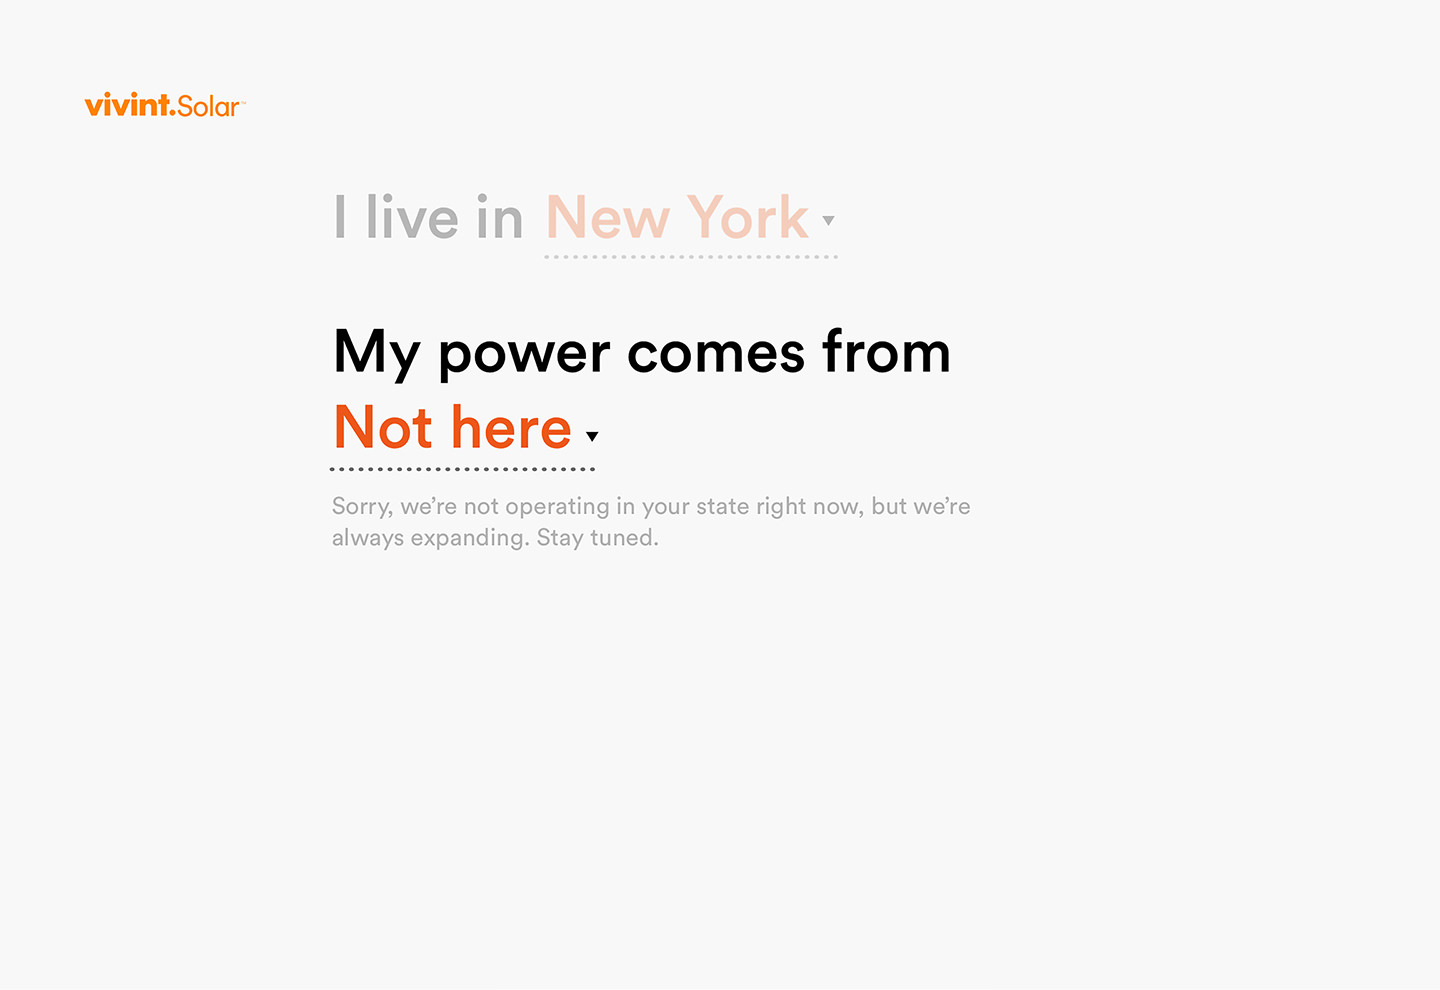 vivint.Solar
I live in New York
My power comes from
Not here
Sorry, we’re not operating in your state right now, but we’re
always expanding. Stay tuned.